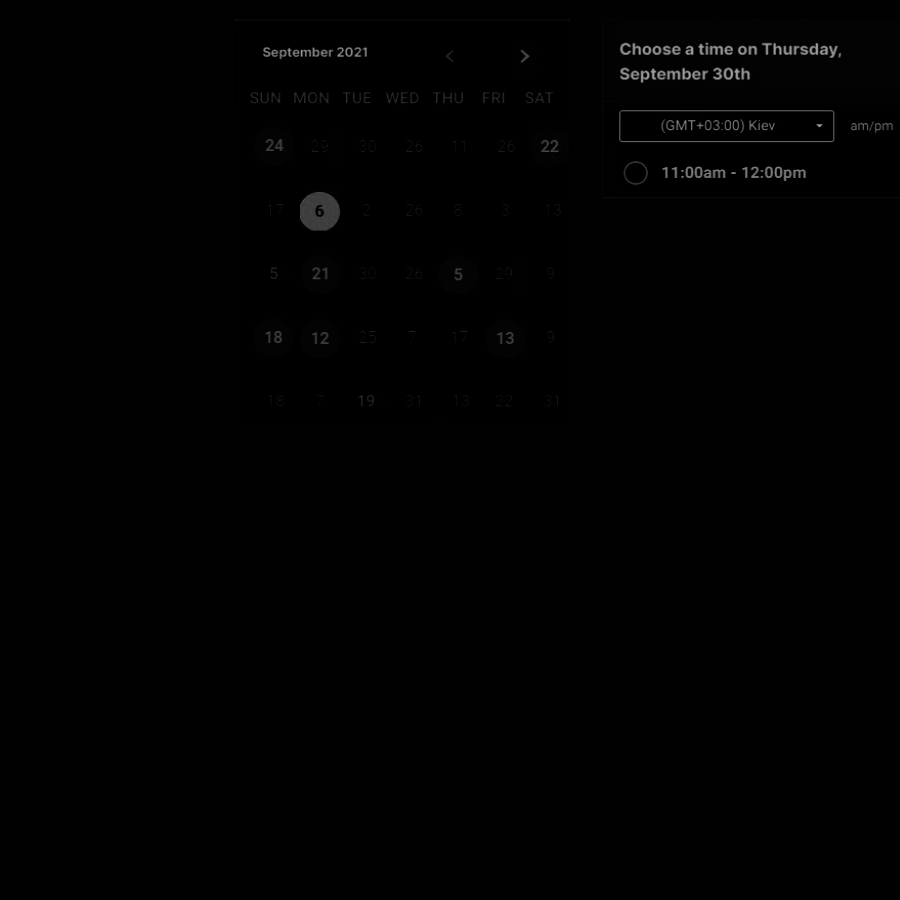 September 2021
SUN MON TUE WED THU FRI SAT
24 29 30 26 11 26 22
17 6 2 26 8 3 13
5 21 30 26 5 29 9
18 12 25 7 17 13 9
18 7 19 31 13 22 31
Choose a time on Thursday,
September 30th
(GMT+03:00) Kiev am/pm
11:00am - 12:00pm